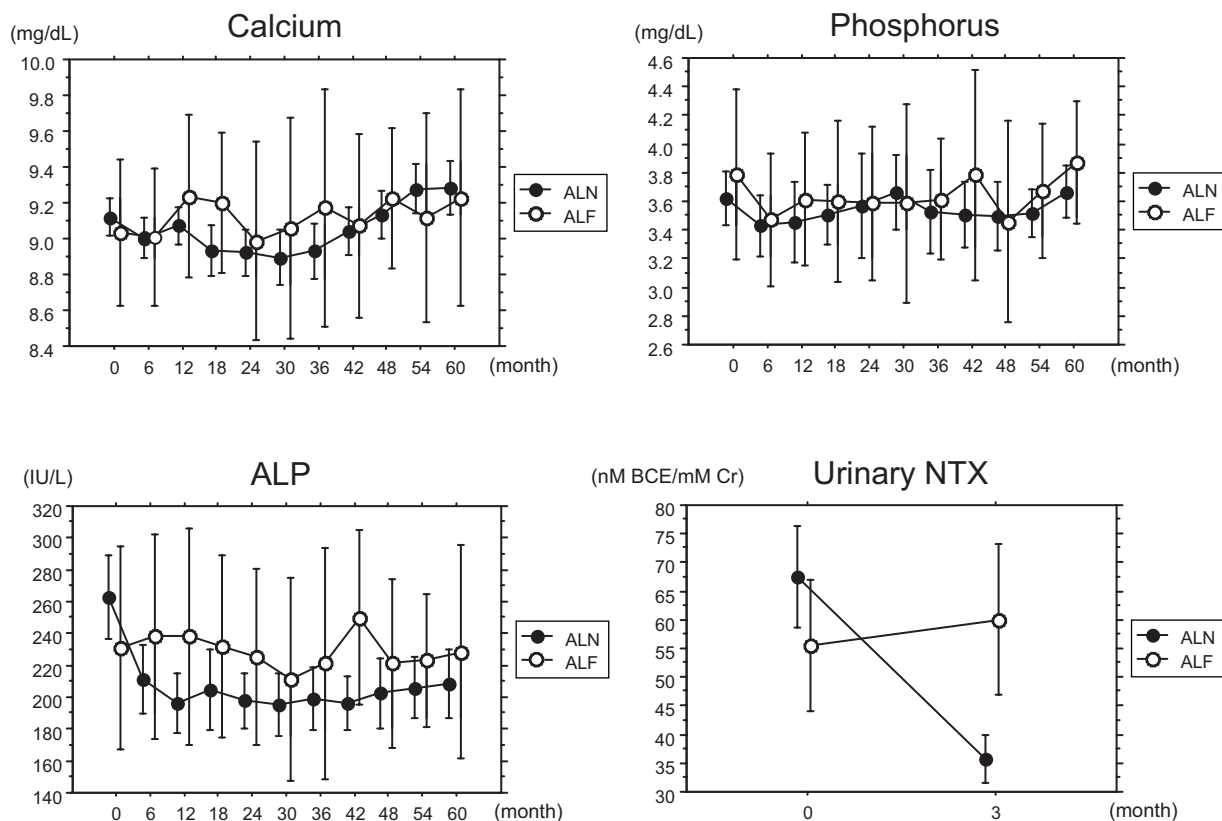 Calcium
(mg/dL)
10.0
9.8
9.6
9.4
9.2
9.0
8.8
8.6
8.4
0 6 12 18 24 30 36 42 48 54 60 (month)
ALN
ALF
Phosphorus
(mg/dL)
4.6
4.4
4.2
4.0
3.8
3.6
3.4
3.2
3.0
2.8
2.6
0 6 12 18 24 30 36 42 48 54 60 (month)
ALN
ALF
ALP
(IU/L)
320
300
280
260
240
220
200
180
160
140
0 6 12 18 24 30 36 42 48 54 60 (month)
ALN
ALF
Urinary NTX
(nM BCE/mM Cr)
80
75
70
65
60
55
50
45
40
35
30
0 3 (month)
ALN
ALF